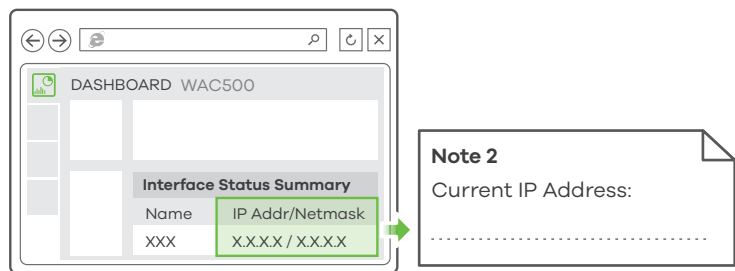 DASHBOARD WAC500
Interface Status Summary
Name IP Addr/Netmask
XXX X.X.X.X / X.X.X.X
Note 2
Current IP Address: